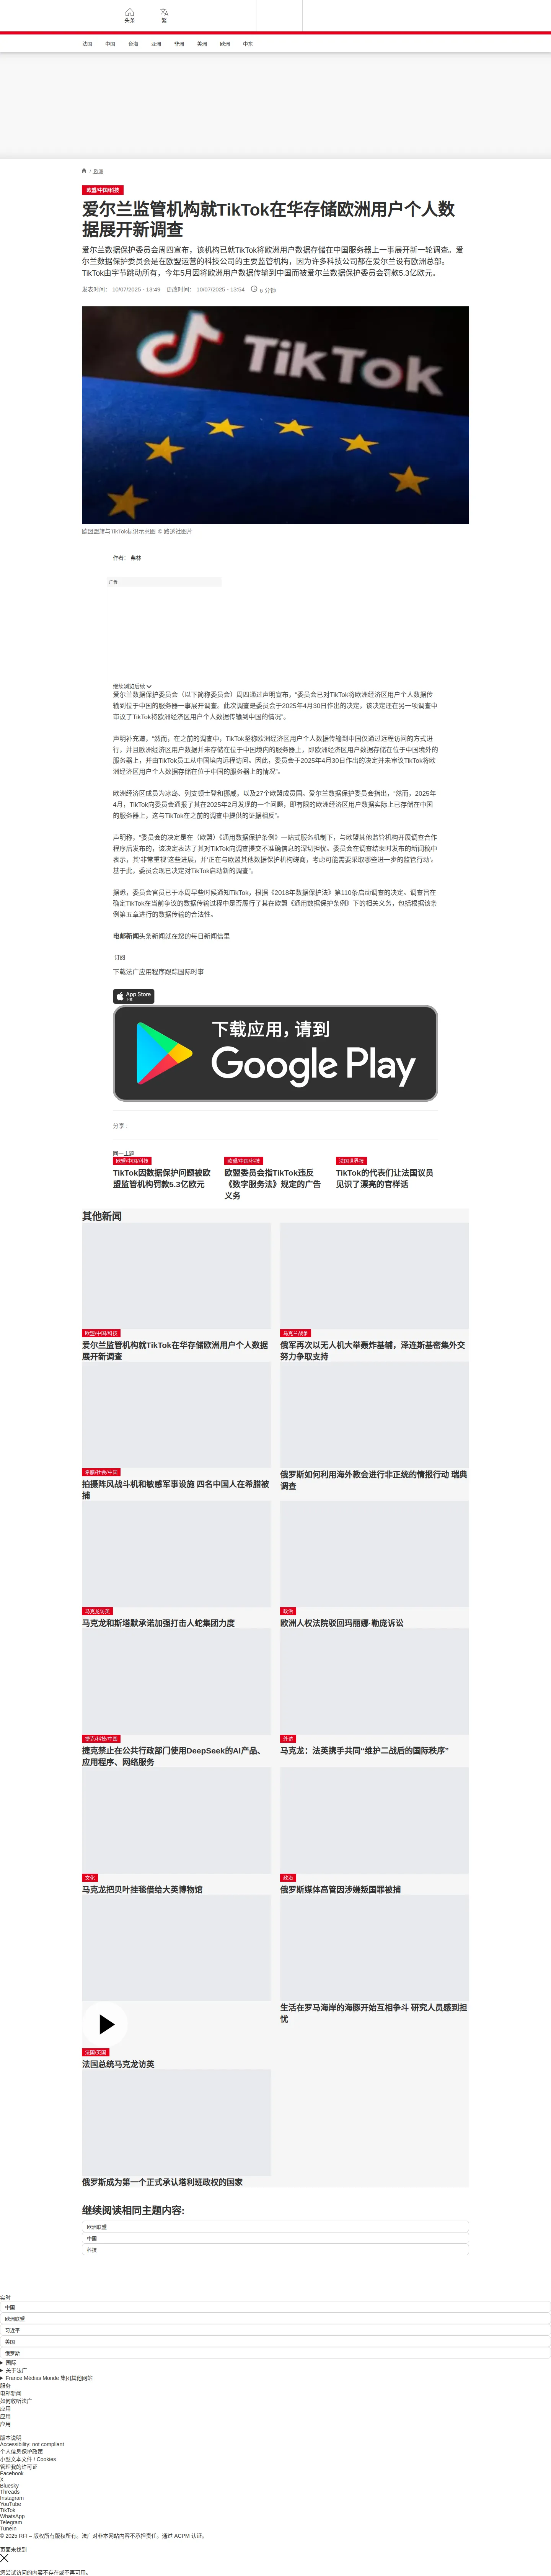 头条
繁
法国 中国 台海 亚洲 非洲 美洲 欧洲 中东
/ 欧洲
欧盟/中国/科技
爱尔兰监管机构就TikTok在华存储欧洲用户个人数
据展开新调查
爱尔兰数据保护委员会周四宣布，该机构已就TikTok将欧洲用户数据存储在中国服务器上一事展开新一轮调查。爱
尔兰数据保护委员会是在欧盟运营的科技公司的主要监管机构，因为许多科技公司都在爱尔兰设有欧洲总部。
TikTok由字节跳动所有，今年5月因将欧洲用户数据传输到中国而被爱尔兰数据保护委员会罚款5.3亿欧元。
发表时间： 10/07/2025 - 13:49 更改时间： 10/07/2025 - 13:54 6 分钟
TikTok
TikTok
欧盟盟旗与TikTok标识示意图 © 路透社图片
作者： 弗林
广告
继续浏览后续
爱尔兰数据保护委员会（以下简称委员会）周四通过声明宣布，“委员会已对TikTok将欧洲经济区用户个人数据传
输到位于中国的服务器一事展开调查。此次调查是委员会于2025年4月30日作出的决定，该决定还在另一项调查中
审议了TikTok将欧洲经济区用户个人数据传输到中国的情况”。
声明补充道，“然而，在之前的调查中，TikTok坚称欧洲经济区用户个人数据传输到中国仅通过远程访问的方式进
行，并且欧洲经济区用户数据并未存储在位于中国境内的服务器上，即欧洲经济区用户数据存储在位于中国境外的
服务器上，并由TikTok员工从中国境内远程访问。因此，委员会于2025年4月30日作出的决定并未审议TikTok将欧
洲经济区用户个人数据存储在位于中国的服务器上的情况”。
欧洲经济区成员为冰岛、列支顿士登和挪威，以及27个欧盟成员国。爱尔兰数据保护委员会指出，“然而，2025年
4月，TikTok向委员会通报了其在2025年2月发现的一个问题，即有限的欧洲经济区用户数据实际上已存储在中国
的服务器上，这与TikTok在之前的调查中提供的证据相反”。
声明称，“委员会的决定是在（欧盟）《通用数据保护条例》一站式服务机制下，与欧盟其他监管机构开展调查合作
程序后发布的，该决定表达了其对TikTok向调查提交不准确信息的深切担忧。委员会在调查结束时发布的新闻稿中
表示，其‘非常重视’这些进展，并‘正在与欧盟其他数据保护机构磋商，考虑可能需要采取哪些进一步的监管行动’。
基于此，委员会现已决定对TikTok启动新的调查”。
据悉，委员会官员已于本周早些时候通知TikTok，根据《2018年数据保护法》第110条启动调查的决定。调查旨在
确定TikTok在当前争议的数据传输过程中是否履行了其在欧盟《通用数据保护条例》下的相关义务，包括根据该条
例第五章进行的数据传输的合法性。
电邮新闻头条新闻就在您的每日新闻信里
订阅
下载法广应用程序跟踪国际时事
App Store
下载
下载应用，请到
Google Play
分享 :
同一主题
欧盟/中国/科技
TikTok因数据保护问题被欧
盟监管机构罚款5.3亿欧元
欧盟/中国/科技
欧盟委员会指TikTok违反
《数字服务法》规定的广告
义务
法国世界报
TikTok的代表们让法国议员
见识了漂亮的官样话
其他新闻
欧盟/中国/科技
爱尔兰监管机构就TikTok在华存储欧洲用户个人数据
展开新调查
乌克兰战争
俄军再次以无人机大举轰炸基辅，泽连斯基密集外交
努力争取支持
希腊/社会/中国
拍摄阵风战斗机和敏感军事设施 四名中国人在希腊被
捕
俄罗斯如何利用海外教会进行非正统的情报行动 瑞典
调查
马克龙访英
马克龙和斯塔默承诺加强打击人蛇集团力度
政治
欧洲人权法院驳回玛丽娜·勒庞诉讼
捷克/科技/中国
捷克禁止在公共行政部门使用DeepSeek的AI产品、
应用程序、网络服务
外访
马克龙：法英携手共同“维护二战后的国际秩序”
文化
马克龙把贝叶挂毯借给大英博物馆
政治
俄罗斯媒体高管因涉嫌叛国罪被捕
法国/英国
法国总统马克龙访英
生活在罗马海岸的海豚开始互相争斗 研究人员感到担
忧
俄罗斯成为第一个正式承认塔利班政权的国家
继续阅读相同主题内容:
欧洲联盟
中国
科技
实时
中国
欧洲联盟
习近平
美国
俄罗斯
国际
关于法广
France Médias Monde 集团其他网站
服务
电邮新闻
如何收听法广
应用
应用
应用
版本说明
Accessibility: not compliant
个人信息保护政策
小型文本文件 / Cookies
管理我的许可证
Facebook
X
Bluesky
Threads
Instagram
YouTube
TikTok
WhatsApp
Telegram
TuneIn
© 2025 RFI – 版权所有版权所有。法广对非本网站内容不承担责任。通过 ACPM 认证。
页面未找到
您尝试访问的内容不存在或不再可用。